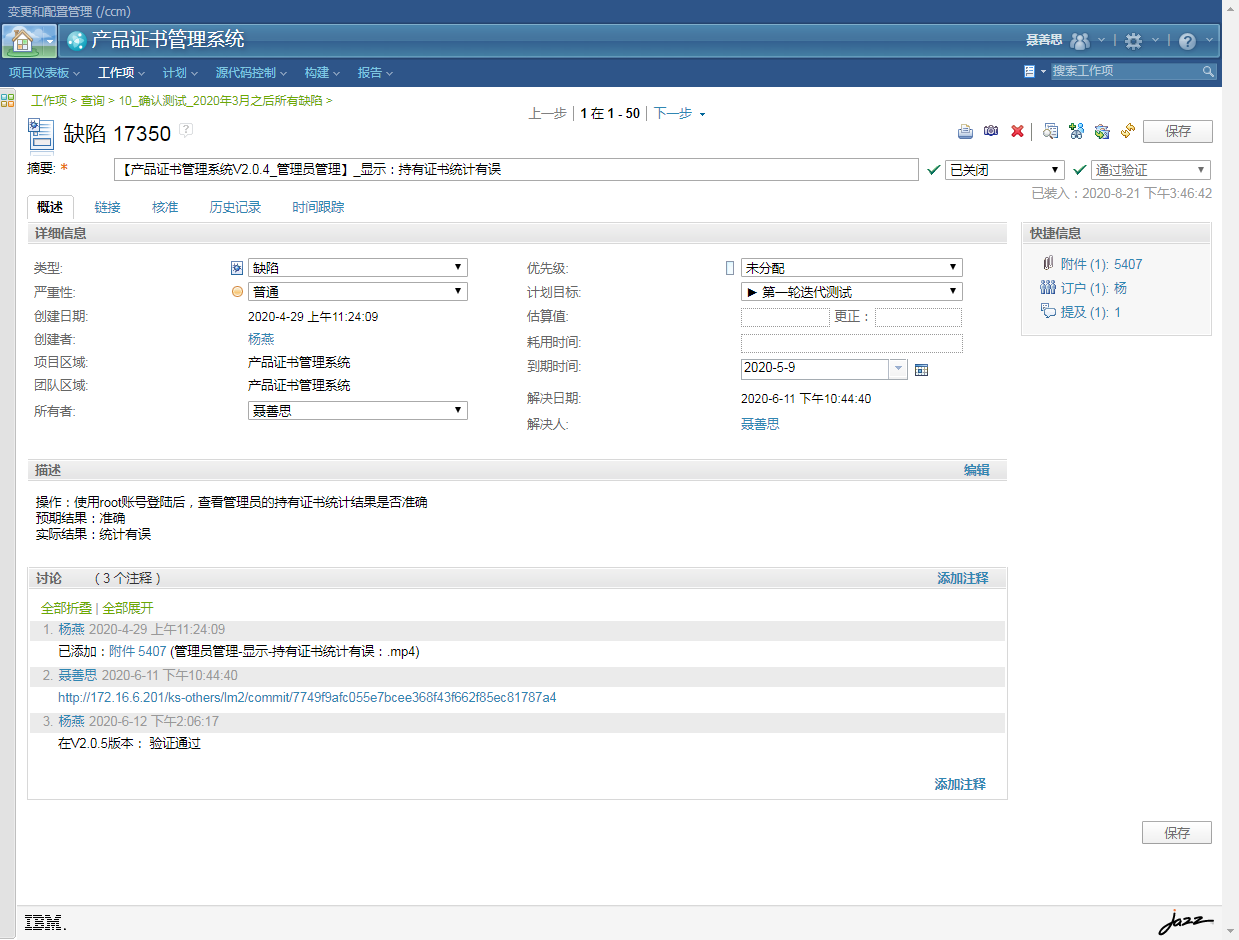 变更和配置管理 (/ccm)
产品证书管理系统
聂善思
项目仪表板 工作项 计划 源代码控制 构建 报告
搜索工作项
工作项 > 查询 > 10_确认测试_2020年3月之后所有缺陷 >
上一步 | 1 在 1 - 50 | 下一步
缺陷 17350 ?
保存
摘要: *
【产品证书管理系统V2.0.4_管理员管理】_显示：持有证书统计有误
已关闭
通过验证
已装入：2020-8-21 下午3:46:42
概述 链接 核准 历史记录 时间跟踪
详细信息
类型: 缺陷
严重性: 普通
创建日期: 2020-4-29 上午11:24:09
创建者: 杨燕
项目区域: 产品证书管理系统
团队区域: 产品证书管理系统
所有者: 聂善思
优先级: 未分配
计划目标: ► 第一轮迭代测试
估算值: 更正：
耗用时间:
到期时间: 2020-5-9
解决日期: 2020-6-11 下午10:44:40
解决人: 聂善思
快捷信息
附件 (1): 5407
订户 (1): 杨
提及 (1): 1
描述 编辑
操作：使用root账号登陆后，查看管理员的持有证书统计结果是否准确
预期结果：准确
实际结果：统计有误
讨论 （3 个注释） 添加注释
全部折叠 | 全部展开
1. 杨燕 2020-4-29 上午11:24:09
已添加：附件 5407 (管理员管理-显示-持有证书统计有误：.mp4)
2. 聂善思 2020-6-11 下午10:44:40
http://172.16.6.201/ks-others/lm2/commit/7749f9afc055e7bcee368f43f662f85ec81787a4
3. 杨燕 2020-6-12 下午2:06:17
在V2.0.5版本： 验证通过
添加注释
保存
IBM.
jazz